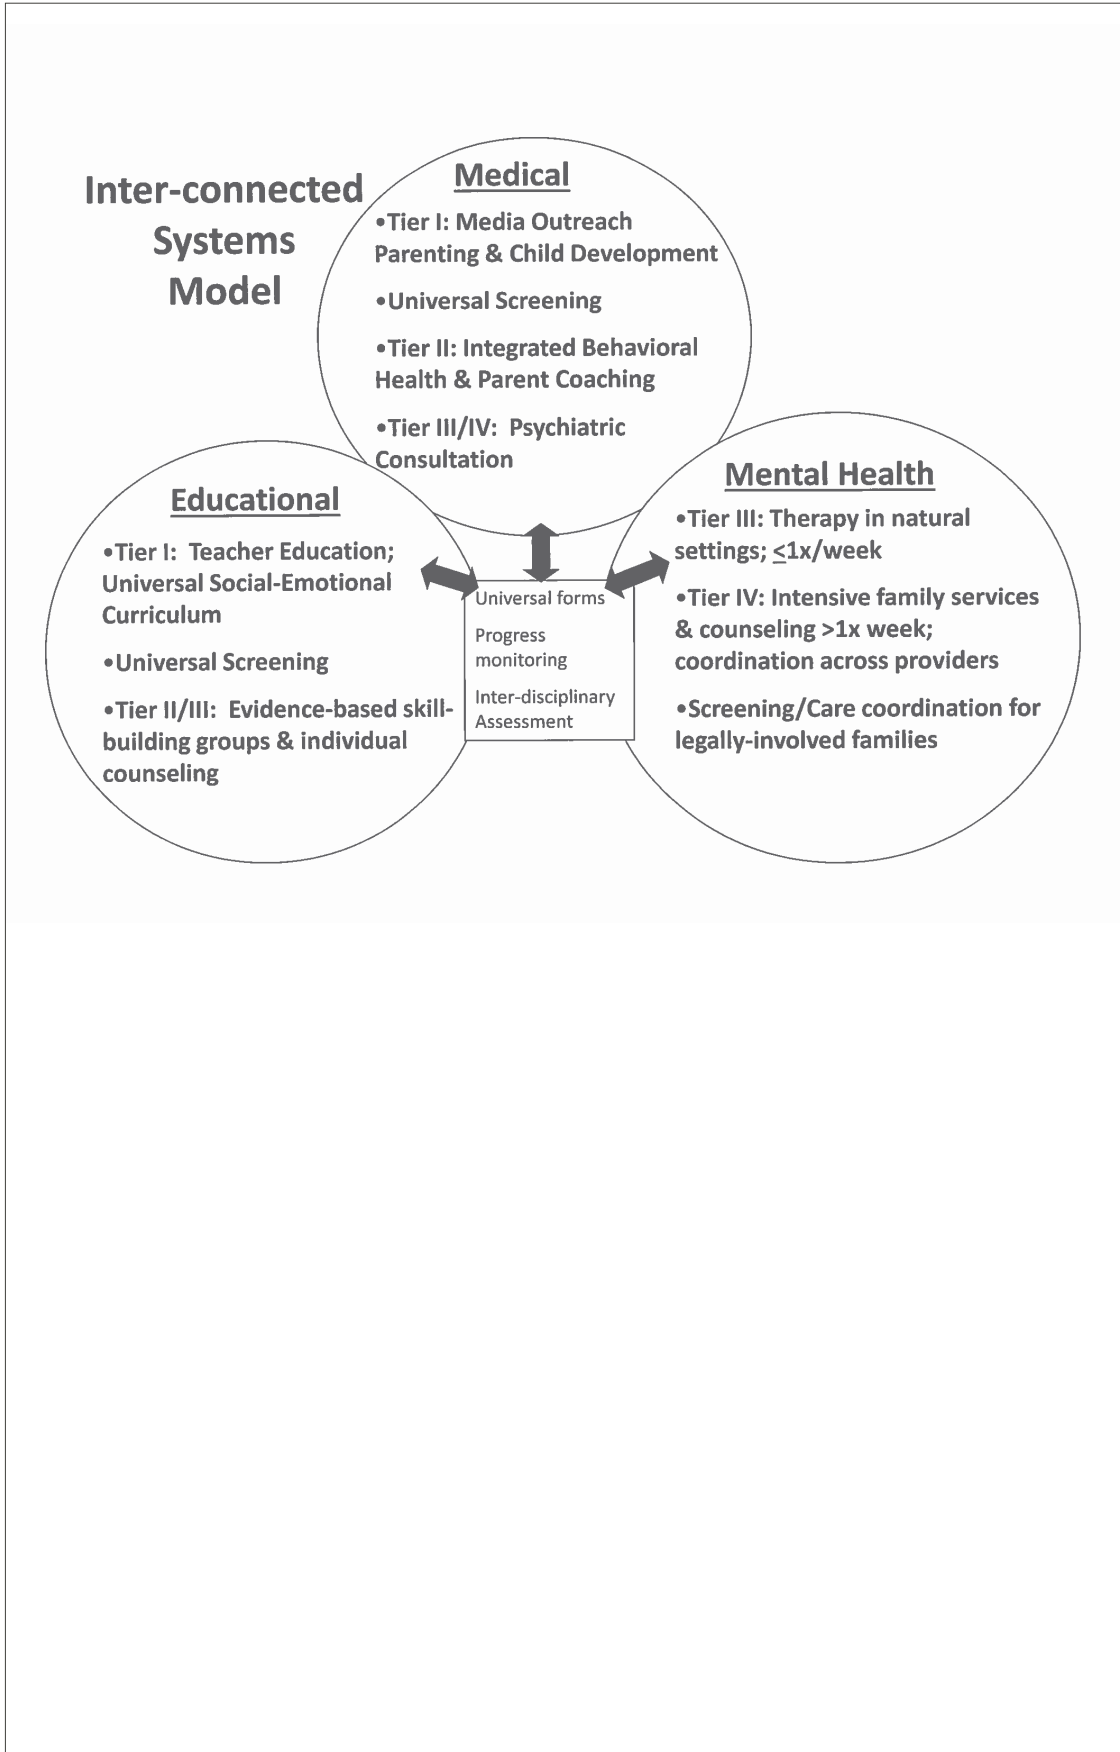 Inter-connected
Systems
Model
Medical
•Tier I: Media Outreach
Parenting & Child Development
•Universal Screening
•Tier II: Integrated Behavioral
Health & Parent Coaching
•Tier III/IV:  Psychiatric
Consultation
Educational
•Tier I:  Teacher Education;
Universal Social-Emotional
Curriculum
•Universal Screening
•Tier II/III:  Evidence-based skill-
building groups & individual
counseling
Universal forms
Progress
monitoring
Inter-disciplinary
Assessment
Mental Health
•Tier III: Therapy in natural
settings; <1x/week
•Tier IV: Intensive family services
& counseling >1x week;
coordination across providers
•Screening/Care coordination for
legally-involved families